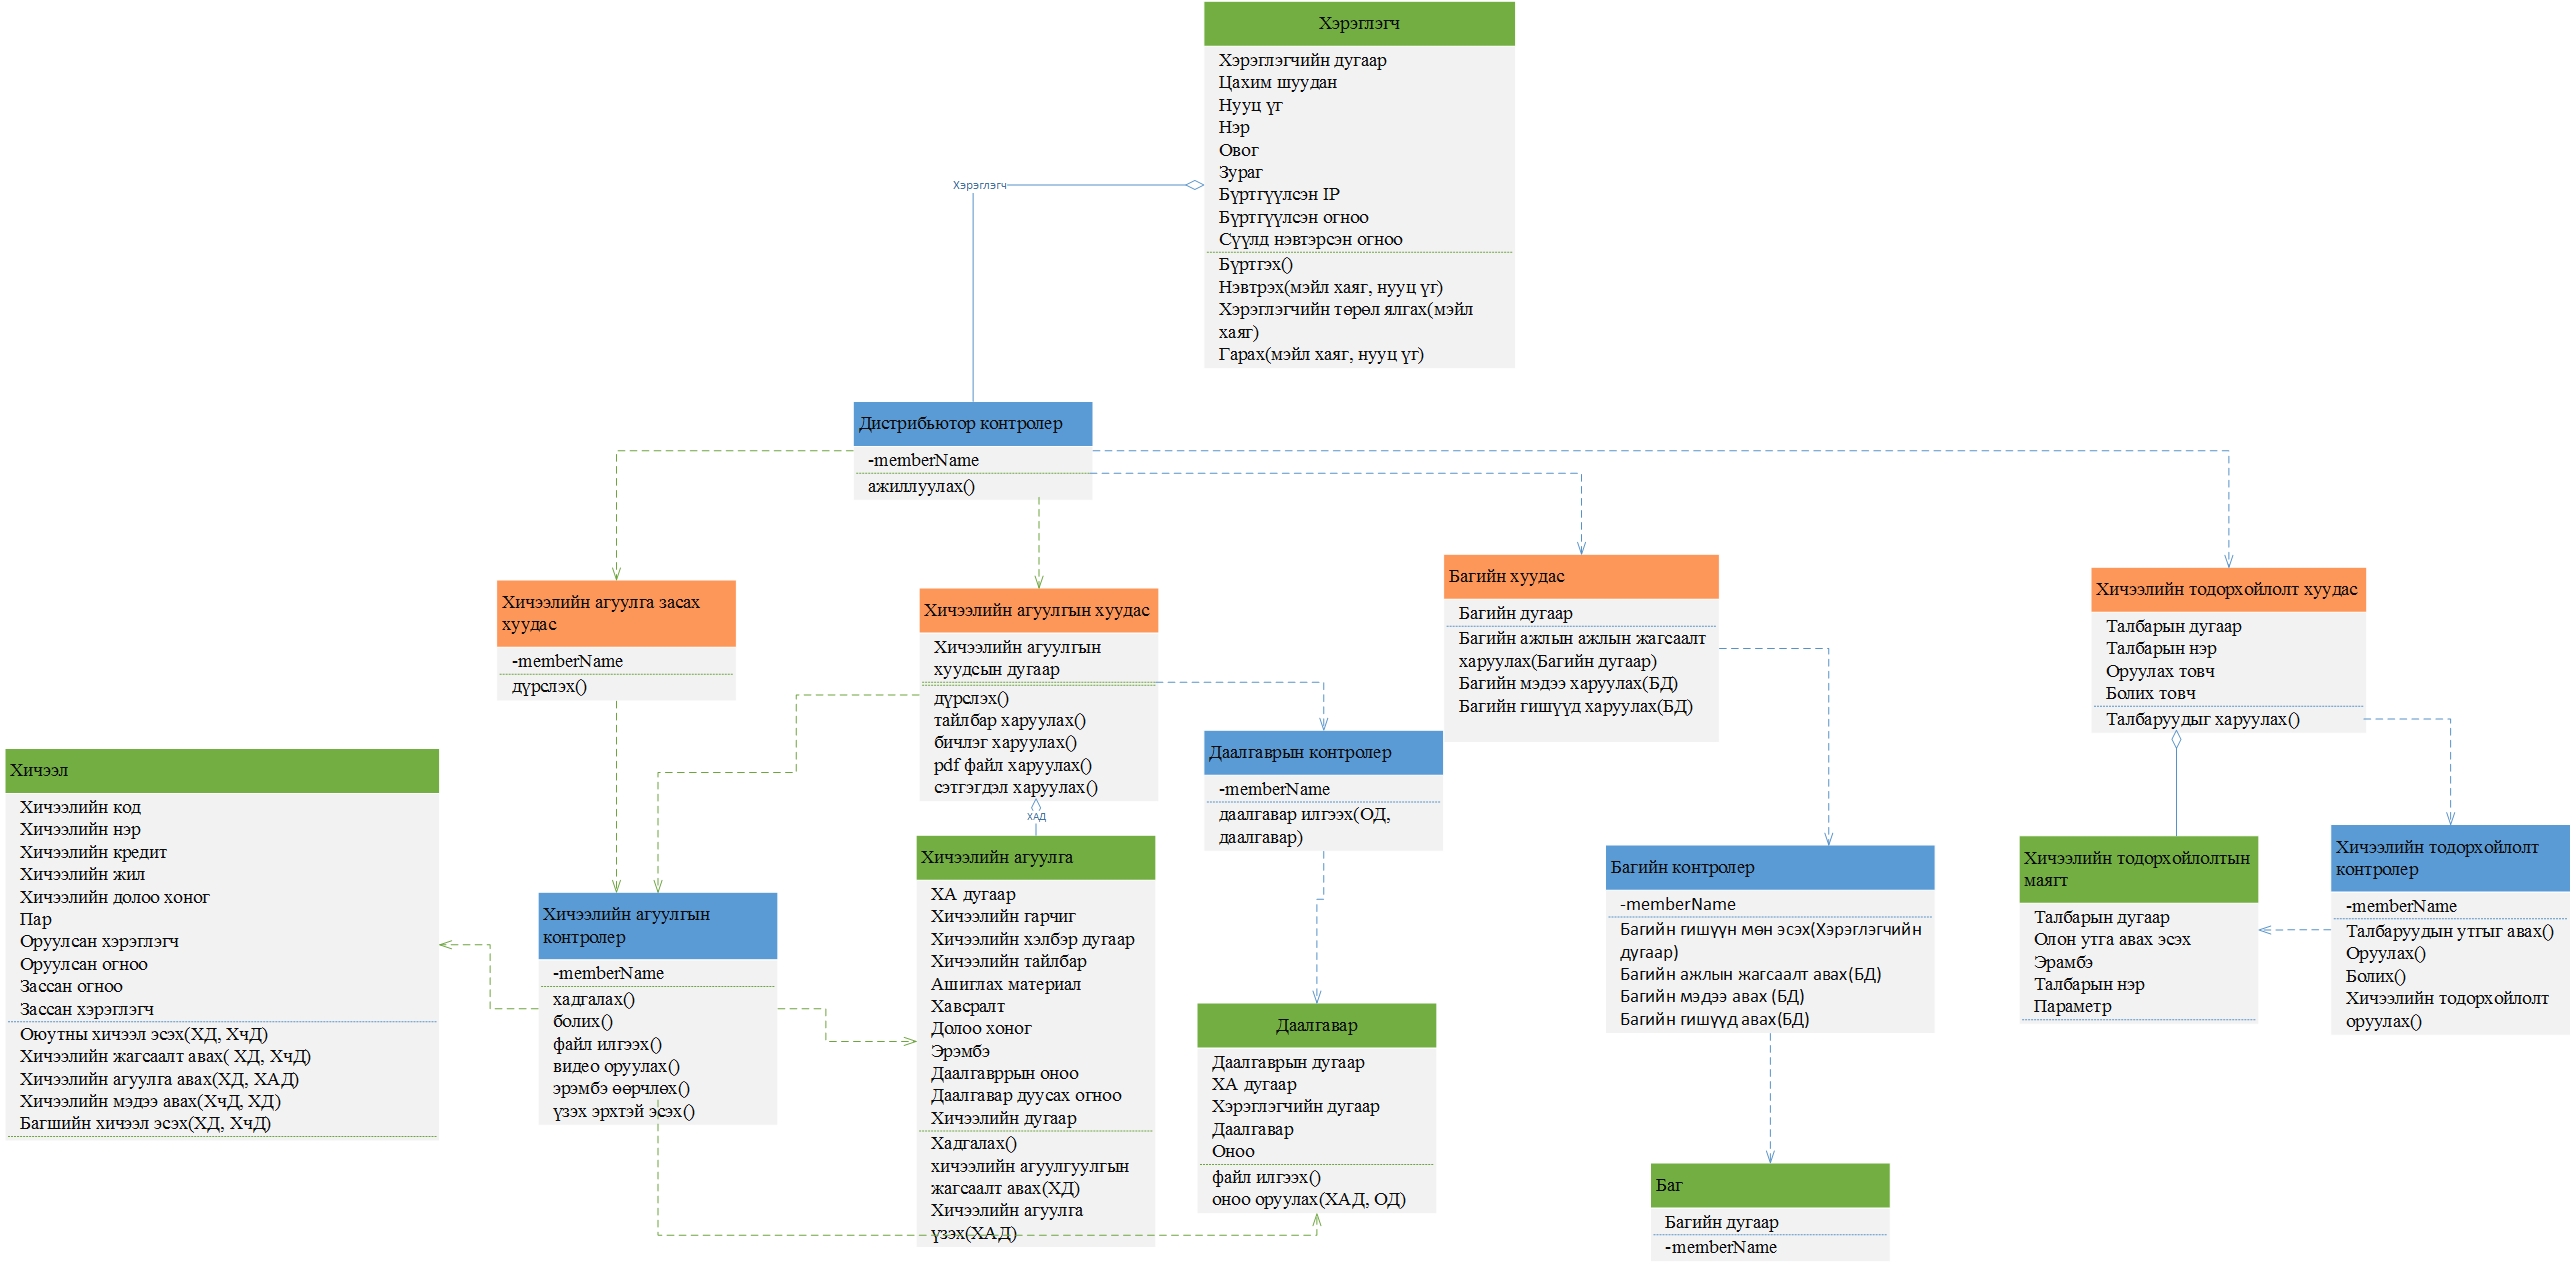 Хэрэглэгч
Хэрэглэгчийн дугаар
Цахим шуудан
Нууц үг
Нэр
Овог
Зураг
Бүртгүүлсэн IP
Бүртгүүлсэн огноо
Сүүлд нэвтэрсэн огноо
Бүртгэх()
Нэвтрэх(мэйл хаяг, нууц үг)
Хэрэглэгчийн төрөл ялгах(мэйл
хаяг)
Гарах(мэйл хаяг, нууц үг)
Хэрэглэгч
Дистрибьютор контролер
-memberName
ажиллуулах()
Хичээлийн агуулга засах
хуудас
-memberName
дүрслэх()
Хичээлийн агуулгын хуудас
Хичээлийн агуулгын
хуудсын дугаар
дүрслэх()
тайлбар харуулах()
бичлэг харуулах()
pdf файл харуулах()
сэтгэгдэл харуулах()
Багийн хуудас
Багийн дугаар
Багийн ажлын ажлын жагсаалт
харуулах(Багийн дугаар)
Багийн мэдээ харуулах(БД)
Багийн гишүүд харуулах(БД)
Хичээлийн тодорхойлолт хуудас
Талбарын дугаар
Талбарын нэр
Оруулах товч
Болих товч
Талбаруудыг харуулах()
Даалгаврын контролер
-memberName
даалгавар илгээх(ОД,
даалгавар)
Хичээл
Хичээлийн код
Хичээлийн нэр
Хичээлийн кредит
Хичээлийн жил
Хичээлийн долоо хоног
Пар
Оруулсан хэрэглэгч
Оруулсан огноо
Зассан огноо
Зассан хэрэглэгч
Оюутны хичээл эсэх(ХД, ХчД)
Хичээлийн жагсаалт авах( ХД, ХчД)
Хичээлийн агуулга авах(ХД, ХАД)
Хичээлийн мэдээ авах(ХчД, ХД)
Багшийн хичээл эсэх(ХД, ХчД)
Хичээлийн агуулгын
контролер
-memberName
хадгалах()
болих()
файл илгээх()
видео оруулах()
эрэмбэ өөрчлөх()
үзэх эрхтэй эсэх()
ХАД
Хичээлийн агуулга
ХА дугаар
Хичээлийн гарчиг
Хичээлийн хэлбэр дугаар
Хичээлийн тайлбар
Ашиглах материал
Хавсралт
Долоо хоног
Эрэмбэ
Даалгавррын оноо
Даалгавар дуусах огноо
Хичээлийн дугаар
Хадгалах()
хичээлийн агуулгуулгын
жагсаалт авах(ХД)
Хичээлийн агуулга
үзэх(ХАД)
Даалгавар
Даалгаврын дугаар
ХА дугаар
Хэрэглэгчийн дугаар
Даалгавар
Оноо
файл илгээх()
оноо оруулах(ХАД, ОД)
Багийн контролер
-memberName
Багийн гишүүн мөн эсэх(Хэрэглэгчийн
дугаар)
Багийн ажлын жагсаалт авах(БД)
Багийн мэдээ авах (БД)
Багийн гишүүд авах(БД)
Баг
Багийн дугаар
-memberName
Хичээлийн тодорхойлолтын
маягт
Талбарын дугаар
Олон утга авах эсэх
Эрамбэ
Талбарын нэр
Параметр
Хичээлийн тодорхойлолт
контролер
-memberName
Талбаруудын утгыг авах()
Оруулах()
Болих()
Хичээлийн тодорхойлолт
оруулах()